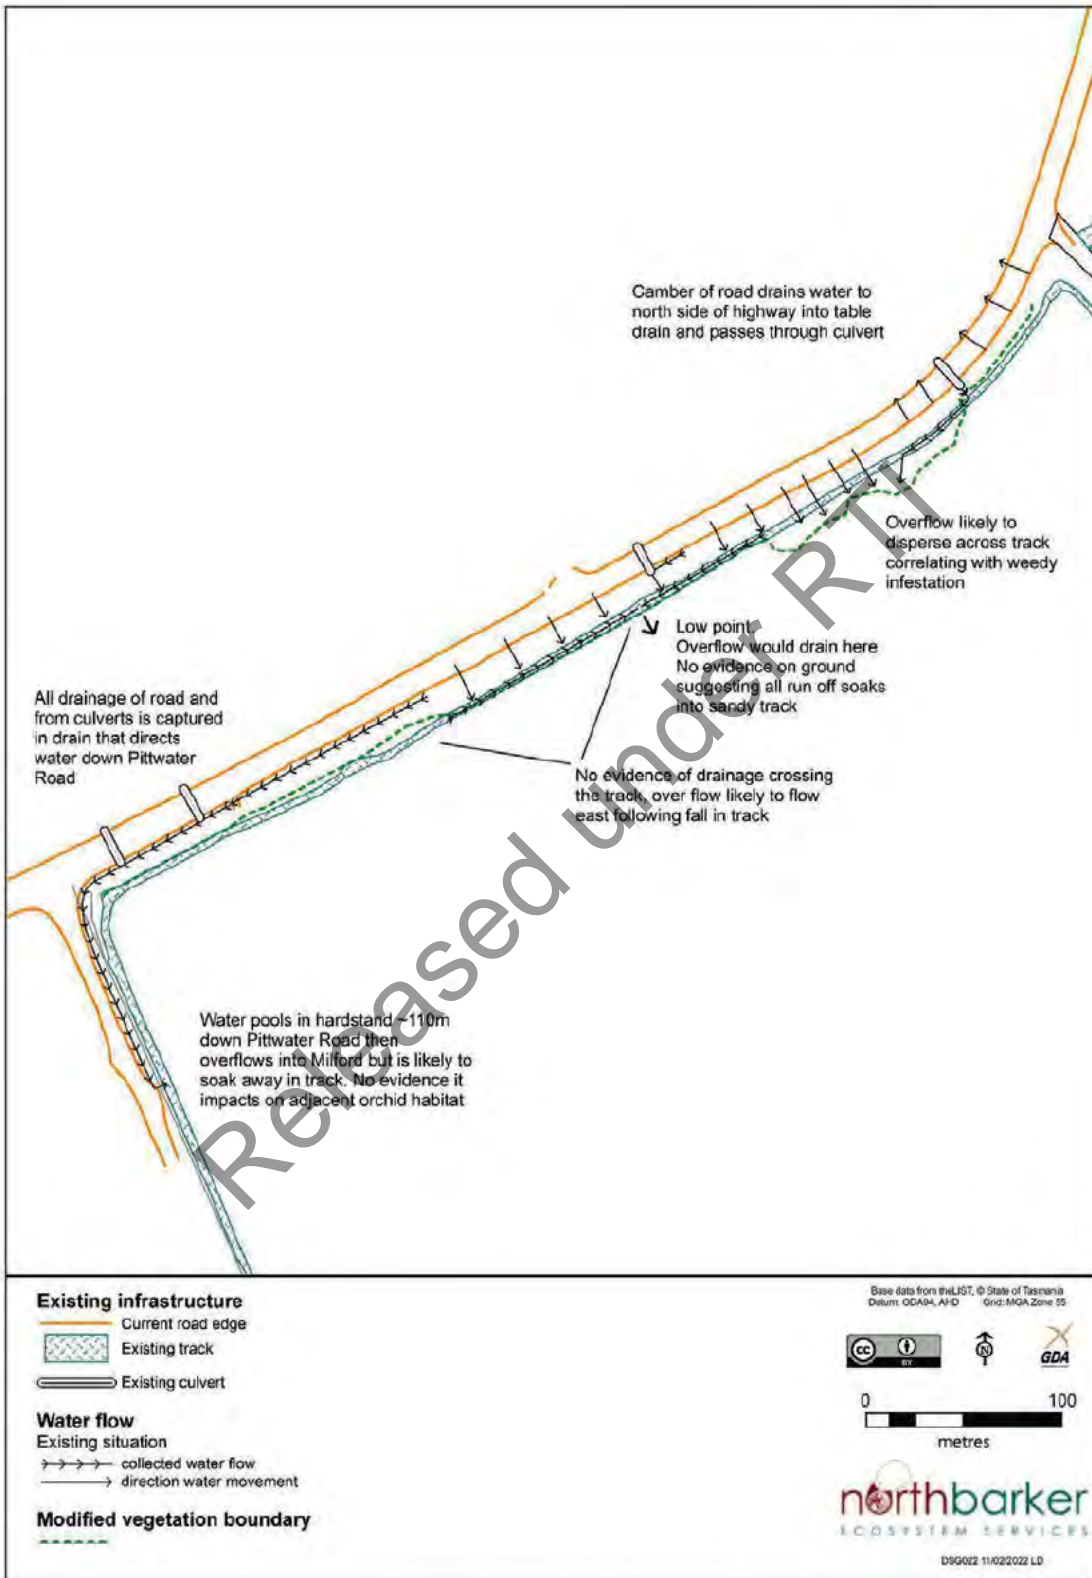 Camber of road drains water to
north side of highway into table
drain and passes through culvert
Overflow likely to
disperse across track
correlating with weedy
infestation
Low point.
Overflow would drain here
No evidence on ground
suggesting all run off soaks
into sandy track
All drainage of road and
from culverts is captured
in drain that directs
water down Pittwater
Road
No evidence of drainage crossing
the track, over flow likely to flow
east following fall in track
Water pools in hardstand ~110m
down Pittwater Road then
overflows into Milford but is likely to
soak away in track. No evidence it
impacts on adjacent orchid habitat
Released under RTI
Existing infrastructure
Current road edge
Existing track
Existing culvert
Water flow
Existing situation
collected water flow
direction water movement
Modified vegetation boundary
Base data from theLIST, © State of Tasmania
Datum: GDA94, AHD Grid: MGA Zone 55
cc BY
N
GDA
0 100
metres
northbarker
ECOSYSTEM SERVICES
DSG022 11/02/2022 LD